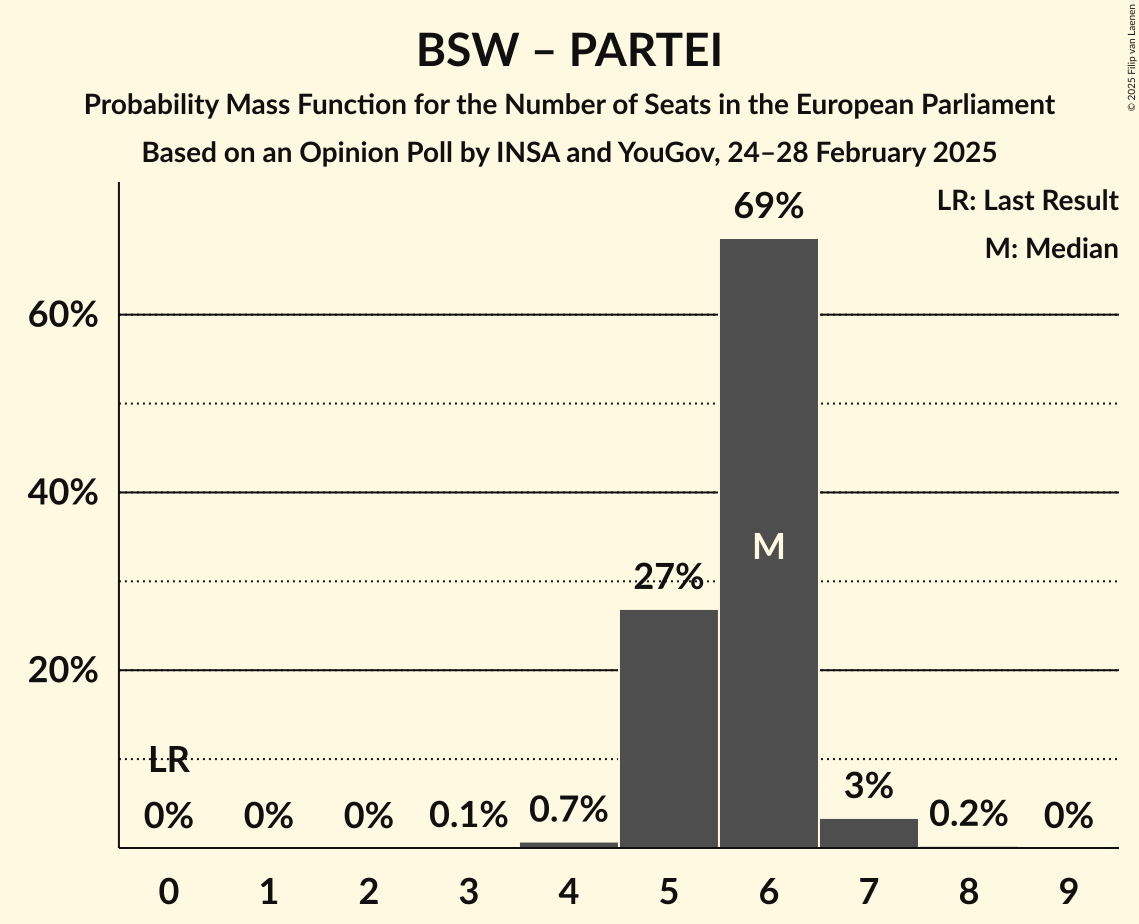 BSW – PARTEI
Probability Mass Function for the Number of Seats in the European Parliament
Based on an Opinion Poll by INSA and YouGov, 24–28 February 2025
© 2025 Filip van Laenen
LR: Last Result
M: Median
69%
60%
40%
M
27%
20%
LR
0%
0%
0%
0.1%
0.7%
3%
0.2%
0%
0
1
2
3
4
5
6
7
8
9